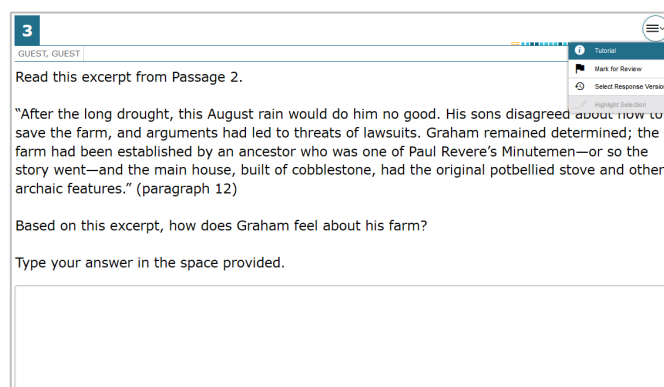 3
GUEST, GUEST
Tutorial
Mark for Review
Select Response Versio
Highlight Selection
Read this excerpt from Passage 2.
“After the long drought, this August rain would do him no good. His sons disagreed about how to
save the farm, and arguments had led to threats of lawsuits. Graham remained determined; the
farm had been established by an ancestor who was one of Paul Revere’s Minutemen—or so the
story went—and the main house, built of cobblestone, had the original potbellied stove and other
archaic features.” (paragraph 12)
Based on this excerpt, how does Graham feel about his farm?
Type your answer in the space provided.